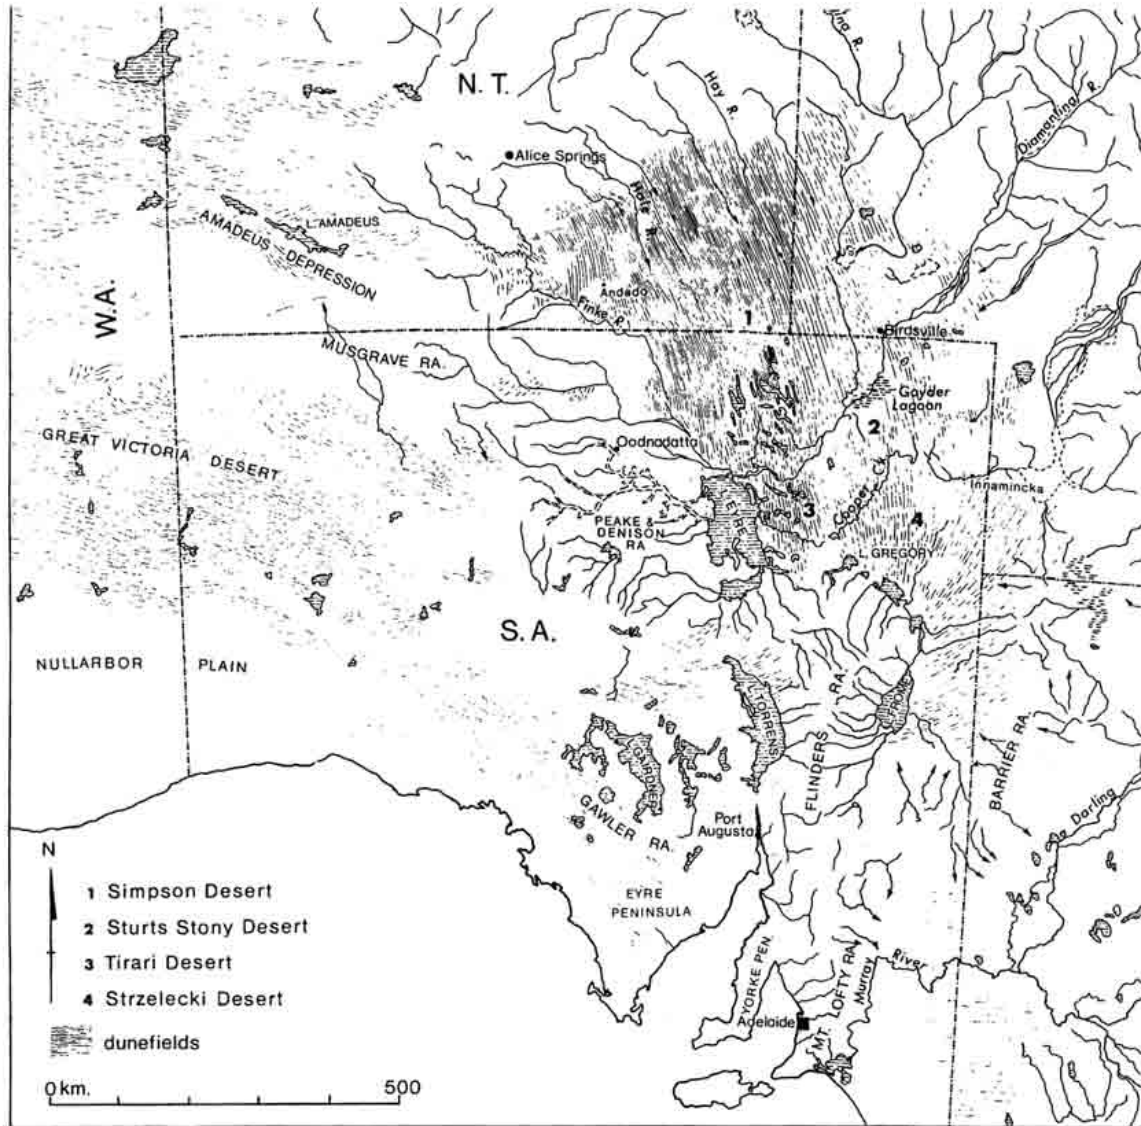 N.T.
Hay R.
Diamantina R.
Alice Springs
Hale R.
L. AMADEUS
AMADEUS DEPRESSION
W.A.
Andado
Finke R.
1
Birdsville
MUSGRAVE RA.
Goyder
Lagoon
2
GREAT VICTORIA DESERT
Oodnadatta
Cooper Ck.
Innamincka
EYRE
3
4
PEAKE &
DENISON
RA
L. GREGORY
S.A.
NULLARBOR PLAIN
L. TORRENS
FLINDERS RA.
L. FROME
GAIRDNER
GAWLER RA.
Port
Augusta
BARRIER RA.
Darling
EYRE
PENINSULA
YORKE PEN.
Adelaide
MT. LOFTY RA.
Murray River
N
1 Simpson Desert
2 Sturts Stony Desert
3 Tirari Desert
4 Strzelecki Desert
dunefields
0 km. 500